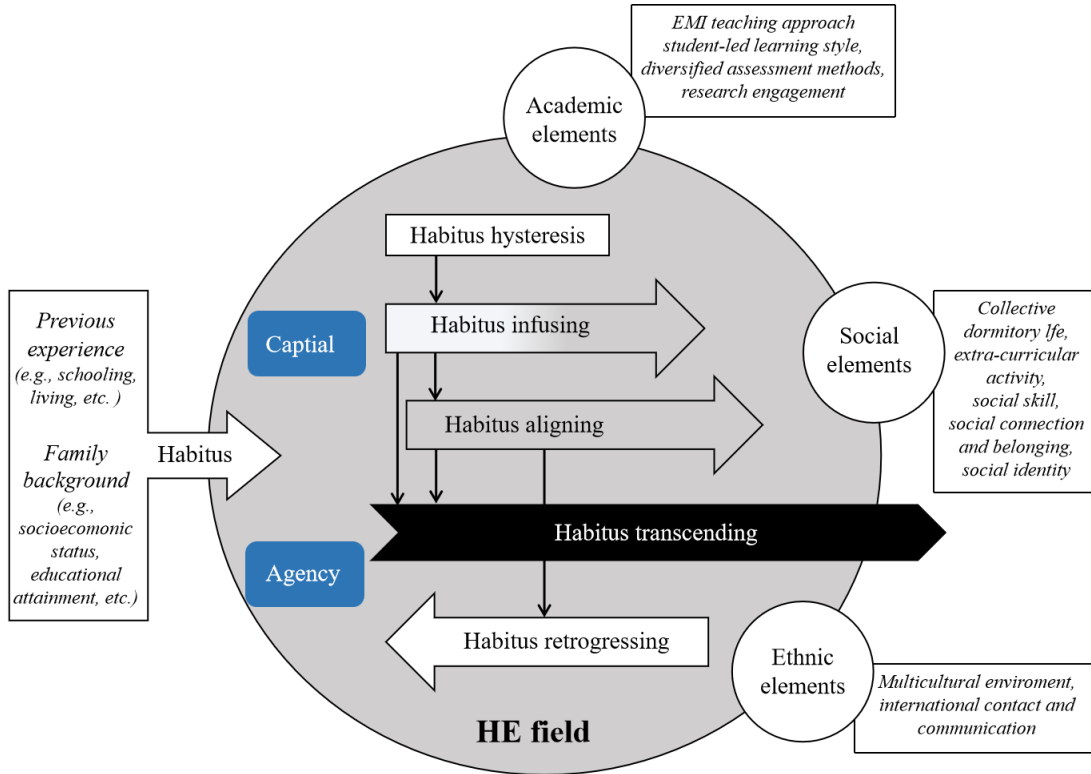 EMI teaching approach
student-led learning style,
diversified assessment methods,
research engagement
Academic
elements
Habitus hysteresis
Habitus infusing
Captial
Social
elements
Collective
dormitory lfe,
extra-curricular
activity,
social skill,
social connection
and belonging,
social identity
Previous
experience
(e.g., schooling,
living, etc. )
Family
background
(e.g.,
socioecomonic
status,
educational
attainment, etc.)
Habitus
Habitus aligning
Habitus transcending
Agency
Habitus retrogressing
Ethnic
elements
Multicultural enviroment,
international contact and
communication
HE field